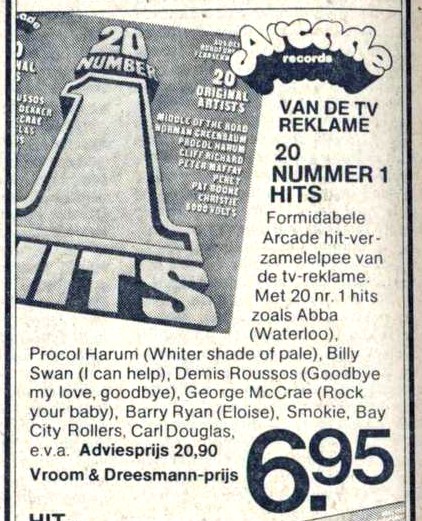 20
NUMBER
1
HITS
20
ORIGINAL
ARTISTS
MIDDLE OF THE ROAD
NORMAN GREENBAUM
PROCOL HARUM
CLIFF RICHARD
PETER MAFFAY
PERCY
PAT BOONE
CHRISTIE
5000 VOLTS
Arcade
records
VAN DE TV
REKLAME
20
NUMMER 1
HITS
Formidabele
Arcade hit-ver-
zamelelpee van
de tv-reklame.
Met 20 nr. 1 hits
zoals Abba
(Waterloo),
Procol Harum (Whiter shade of pale), Billy
Swan (I can help), Demis Roussos (Goodbye
my love, goodbye), George McCrae (Rock
your baby), Barry Ryan (Eloise), Smokie, Bay
City Rollers, Carl Douglas,
e.v.a. Adviesprijs 20,90
Vroom & Dreesmann-prijs
6.95
HIT